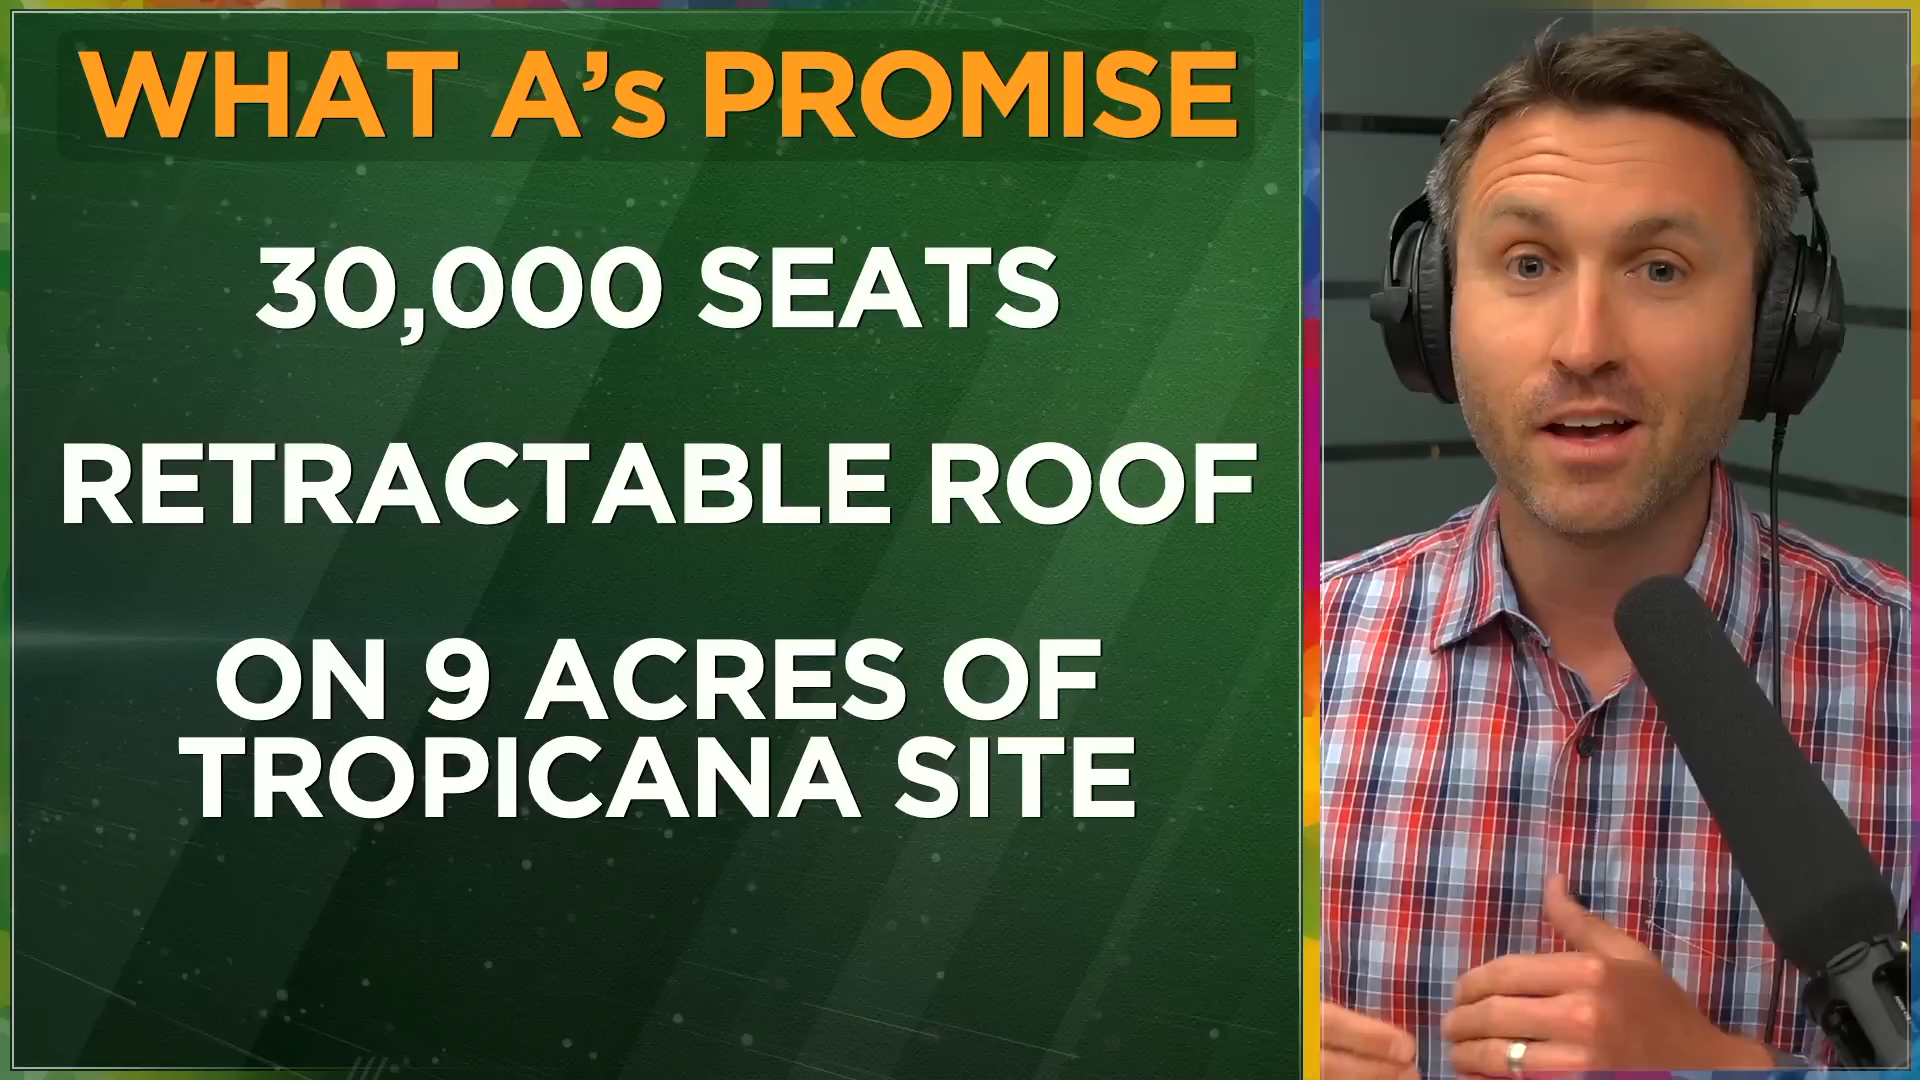 WHAT A's PROMISE
30,000 SEATS
RETRACTABLE ROOF
ON 9 ACRES OF
TROPICANA SITE